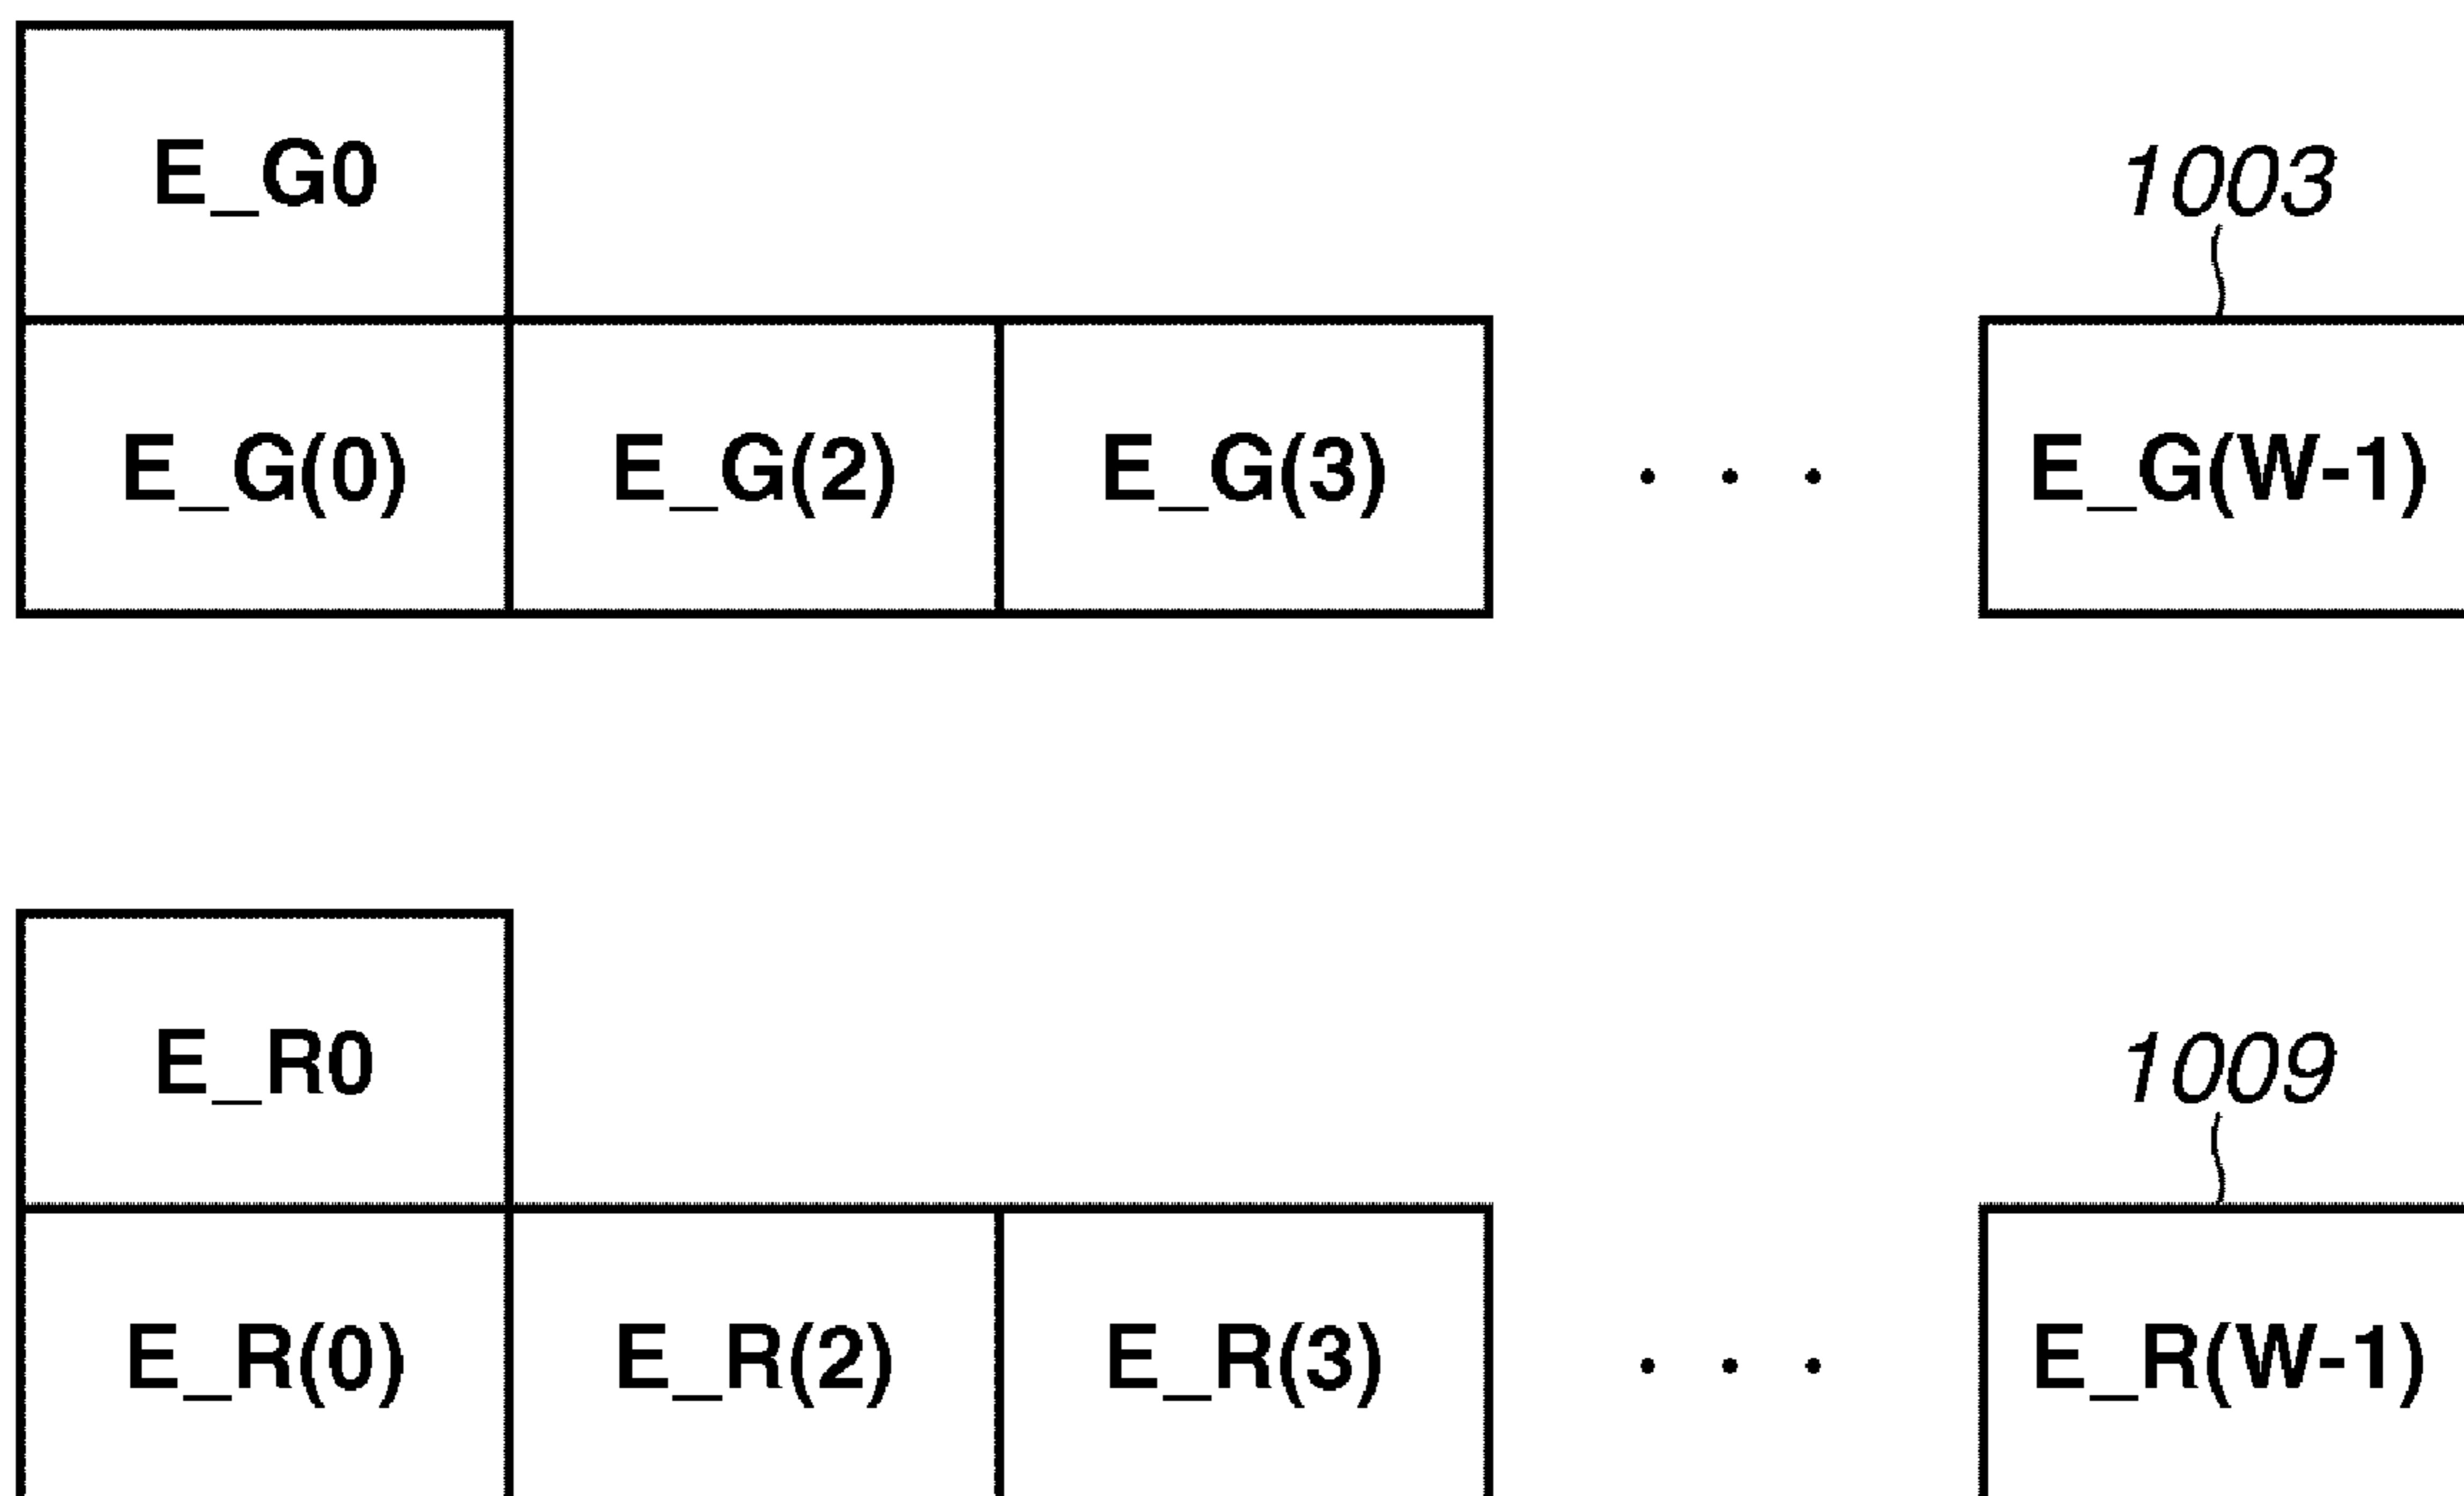 E_G0
1003
E_G(0) E_G(2) E_G(3) . . . E_G(W-1)
E_R0
1009
E_R(0) E_R(2) E_R(3) . . . E_R(W-1)